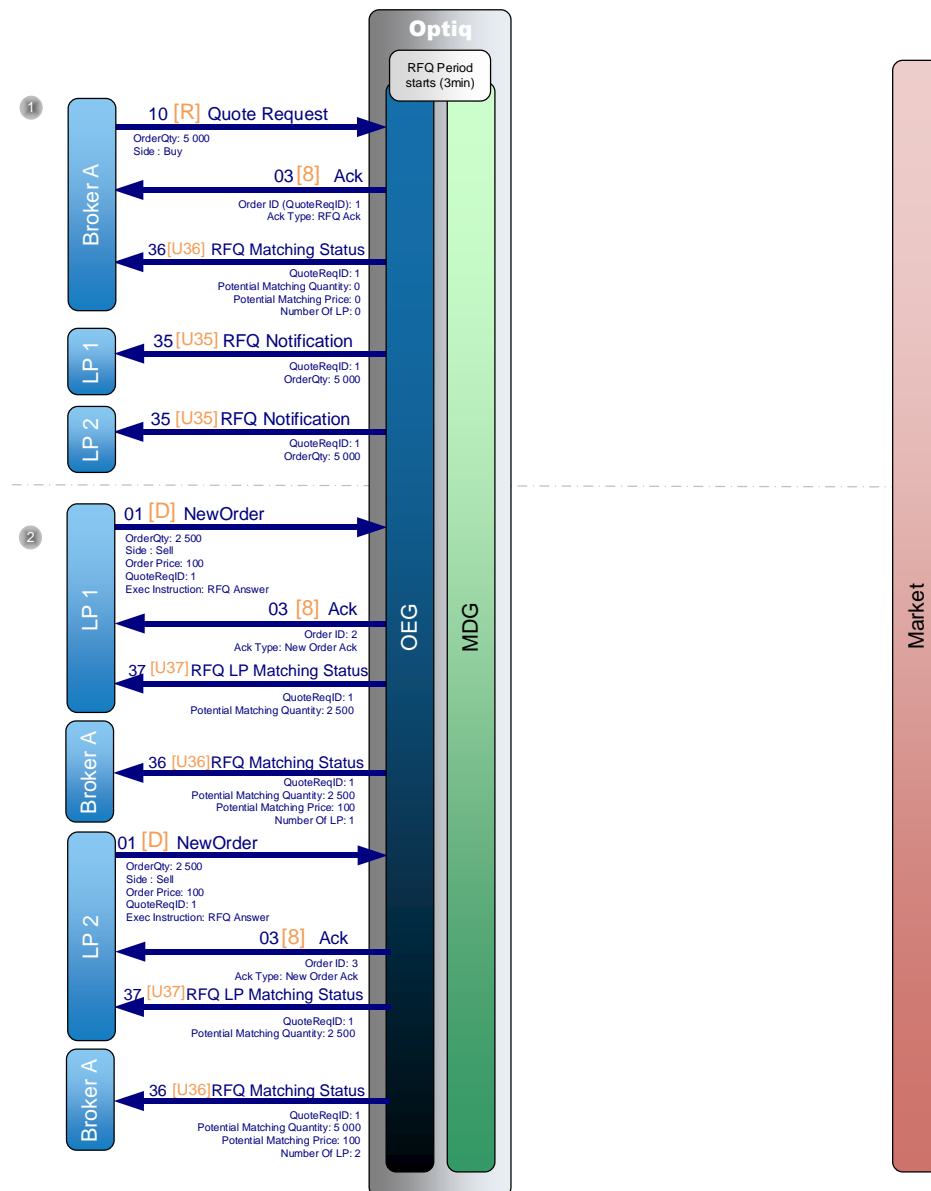 Optiq
RFQ Period
starts (3min)
1
10 [R] Quote Request
OrderQty: 5 000
Side : Buy
Broker A
03 [8] Ack
Order ID (QuoteReqID): 1
Ack Type: RFQ Ack
36 [U36] RFQ Matching Status
QuoteReqID: 1
Potential Matching Quantity: 0
Potential Matching Price: 0
Number Of LP: 0
LP 1
35 [U35] RFQ Notification
QuoteReqID: 1
OrderQty: 5 000
LP 2
35 [U35] RFQ Notification
QuoteReqID: 1
OrderQty: 5 000
2
01 [D] NewOrder
OrderQty: 2 500
Side : Sell
Order Price: 100
QuoteReqID: 1
Exec Instruction: RFQ Answer
LP 1
03 [8] Ack
Order ID: 2
Ack Type: New Order Ack
OEG
MDG
Market
37 [U37] RFQ LP Matching Status
QuoteReqID: 1
Potential Matching Quantity: 2 500
Broker A
36 [U36] RFQ Matching Status
QuoteReqID: 1
Potential Matching Quantity: 2 500
Potential Matching Price: 100
Number Of LP: 1
01 [D] NewOrder
OrderQty: 2 500
Side : Sell
Order Price: 100
QuoteReqID: 1
Exec Instruction: RFQ Answer
LP 2
03 [8] Ack
Order ID: 3
Ack Type: New Order Ack
37 [U37] RFQ LP Matching Status
QuoteReqID: 1
Potential Matching Quantity: 2 500
Broker A
36 [U36] RFQ Matching Status
QuoteReqID: 1
Potential Matching Quantity: 5 000
Potential Matching Price: 100
Number Of LP: 2